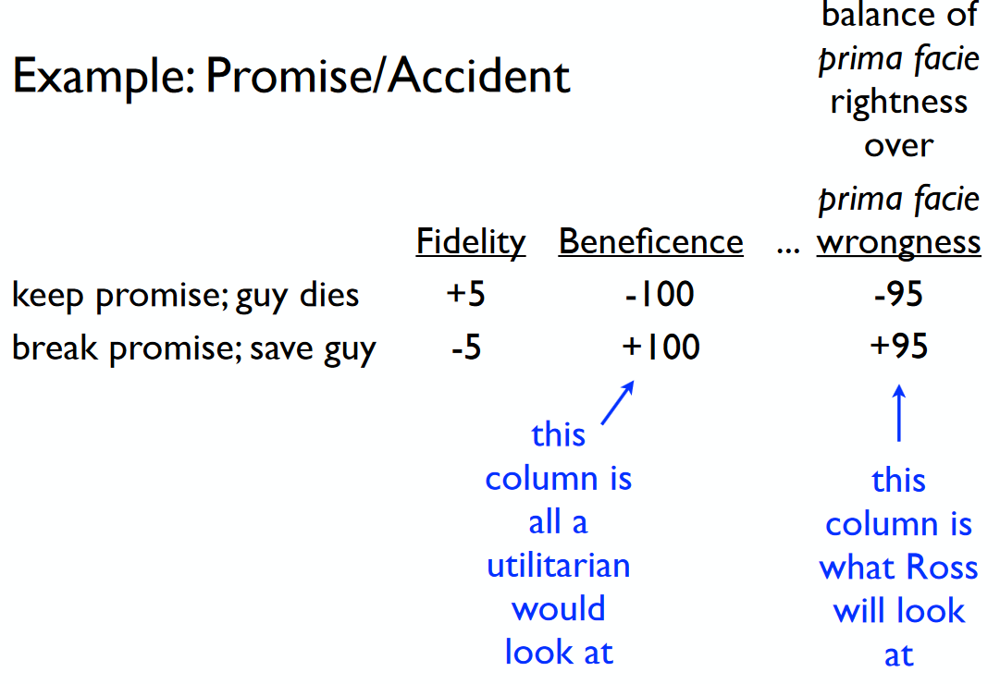 balance of
prima facie
rightness
over
prima facie
wrongness
Example: Promise/Accident
Fidelity Beneficence ...
keep promise; guy dies +5 -100 -95
break promise; save guy -5 +100 +95
this
column is
all a
utilitarian
would
look at
this
column is
what Ross
will look
at